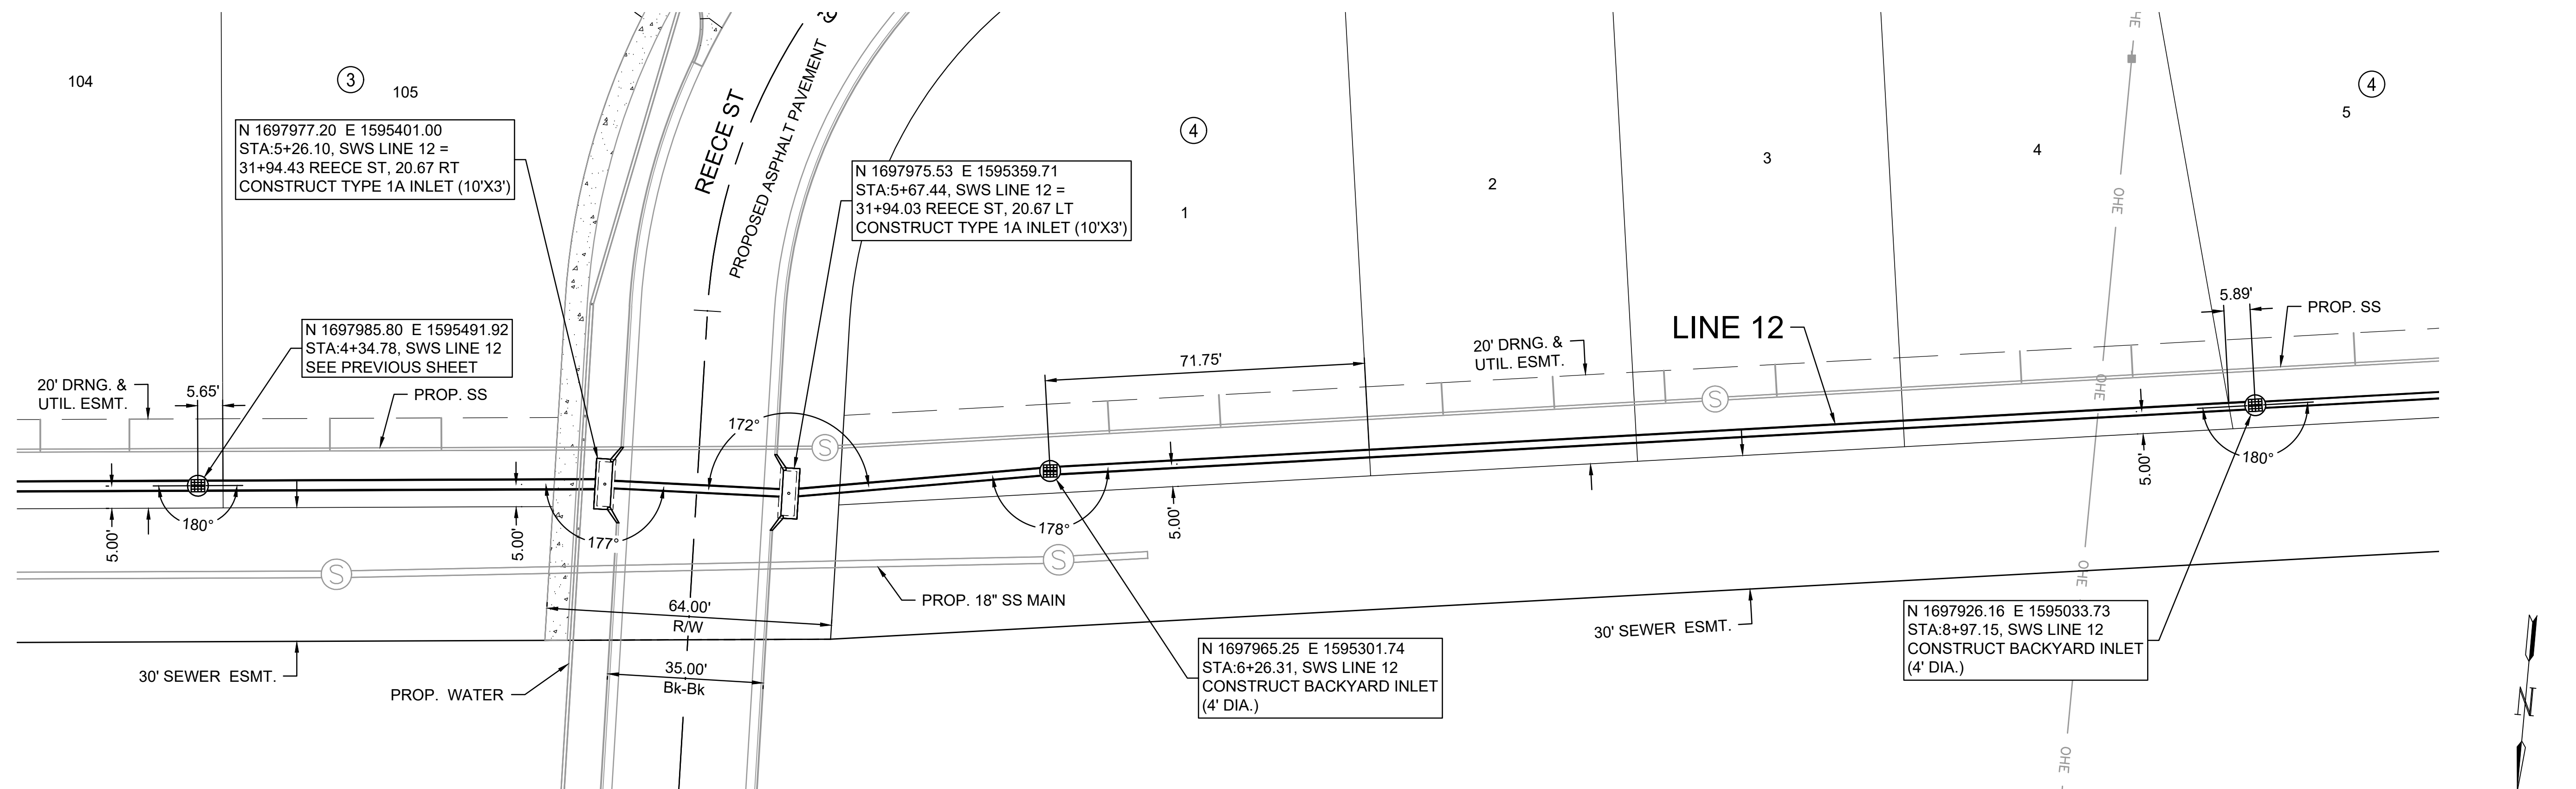 104
3
105
N 1697977.20 E 1595401.00
STA:5+26.10, SWS LINE 12 =
31+94.43 REECE ST, 20.67 RT
CONSTRUCT TYPE 1A INLET (10'X3')
N 1697985.80 E 1595491.92
STA:4+34.78, SWS LINE 12
SEE PREVIOUS SHEET
20' DRNG. &
UTIL. ESMT.
5.65'
PROP. SS
5.00'
180°
5.00'
177°
S
30' SEWER ESMT.
PROP. WATER
REECE ST
PROPOSED ASPHALT PAVEMENT
N 1697975.53 E 1595359.71
STA:5+67.44, SWS LINE 12 =
31+94.03 REECE ST, 20.67 LT
CONSTRUCT TYPE 1A INLET (10'X3')
172°
S
64.00'
R/W
35.00'
Bk-Bk
PROP. 18" SS MAIN
S
178°
5.00'
71.75'
4
1
2
3
4
4
5
20' DRNG. &
UTIL. ESMT.
LINE 12
S
N 1697965.25 E 1595301.74
STA:6+26.31, SWS LINE 12
CONSTRUCT BACKYARD INLET
(4' DIA.)
30' SEWER ESMT.
HE
OHE
OHE
OHE
OHE
5.89'
PROP. SS
5.00'
180°
N 1697926.16 E 1595033.73
STA:8+97.15, SWS LINE 12
CONSTRUCT BACKYARD INLET
(4' DIA.)
N